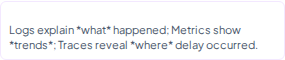 Logs explain *what* happened; Metrics show
*trends*; Traces reveal *where* delay occurred.